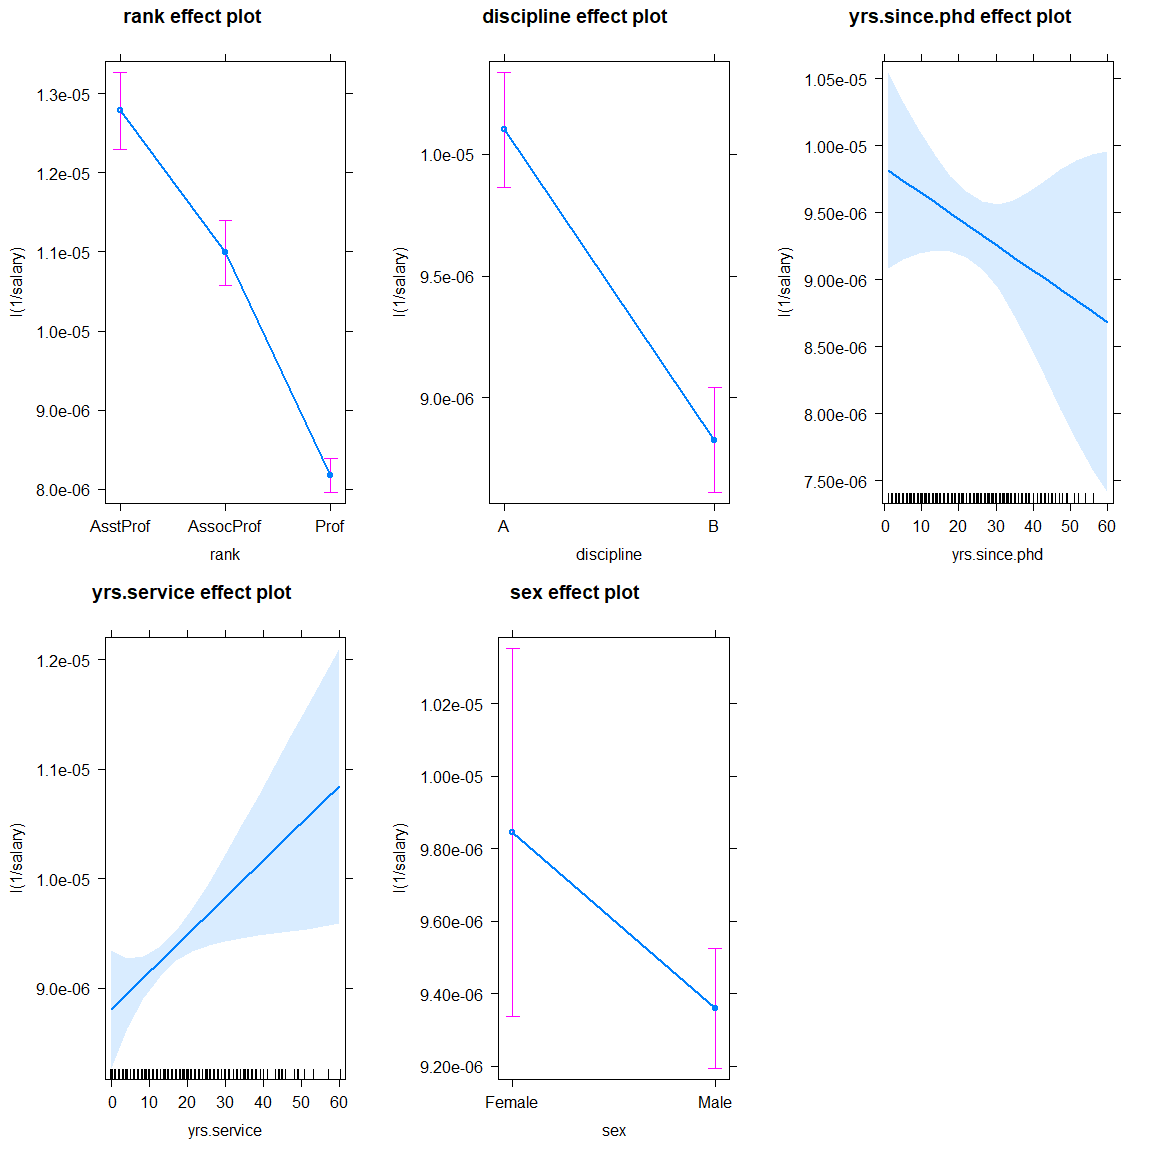 rank effect plot
I(1/salary)
1.3e-05
1.2e-05
1.1e-05
1.0e-05
9.0e-06
8.0e-06
AsstProf AssocProf Prof
rank
discipline effect plot
I(1/salary)
1.0e-05
9.5e-06
9.0e-06
A B
discipline
yrs.since.phd effect plot
I(1/salary)
1.05e-05
1.00e-05
9.50e-06
9.00e-06
8.50e-06
8.00e-06
7.50e-06
0 10 20 30 40 50 60
yrs.since.phd
yrs.service effect plot
I(1/salary)
1.2e-05
1.1e-05
1.0e-05
9.0e-06
0 10 20 30 40 50 60
yrs.service
sex effect plot
I(1/salary)
1.02e-05
1.00e-05
9.80e-06
9.60e-06
9.40e-06
9.20e-06
Female Male
sex